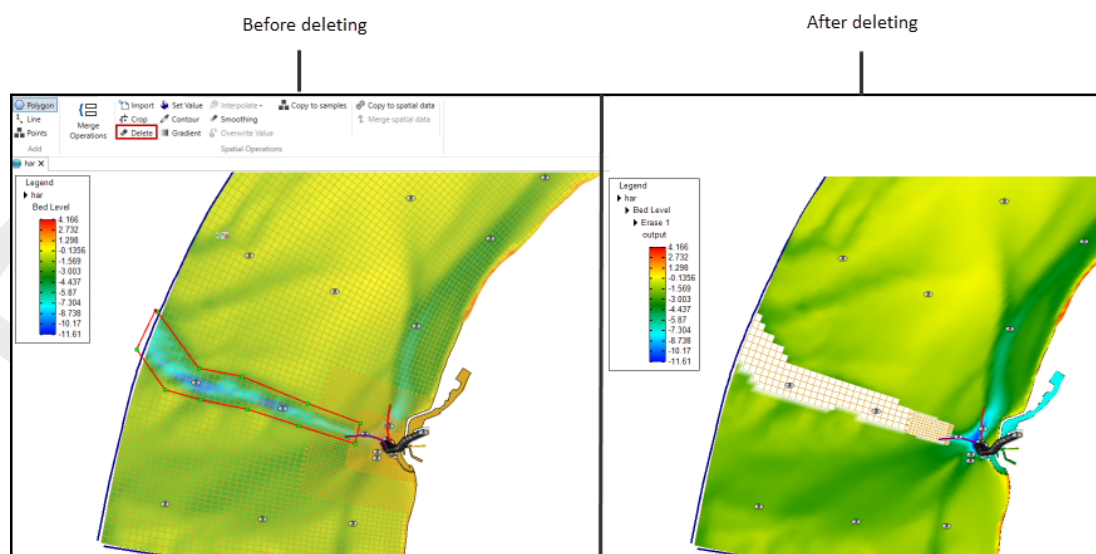 Before deleting
After deleting
Polygon
Line
Points
Add
Merge
Operations
Import Set Value Interpolate Copy to samples Copy to spatial data
Crop Contour Smoothing Merge spatial data
Delete Gradient Overwrite Value
Spatial Operations
har X
Legend
har
Bed Level
4.166
2.732
1.298
-0.1356
-1.569
-3.003
-4.437
-5.87
-7.304
-8.738
-10.17
-11.61
Legend
har
Bed Level
Erase 1
output
4.166
2.732
1.298
-0.1356
-1.569
-3.003
-4.437
-5.87
-7.304
-8.738
-10.17
-11.61